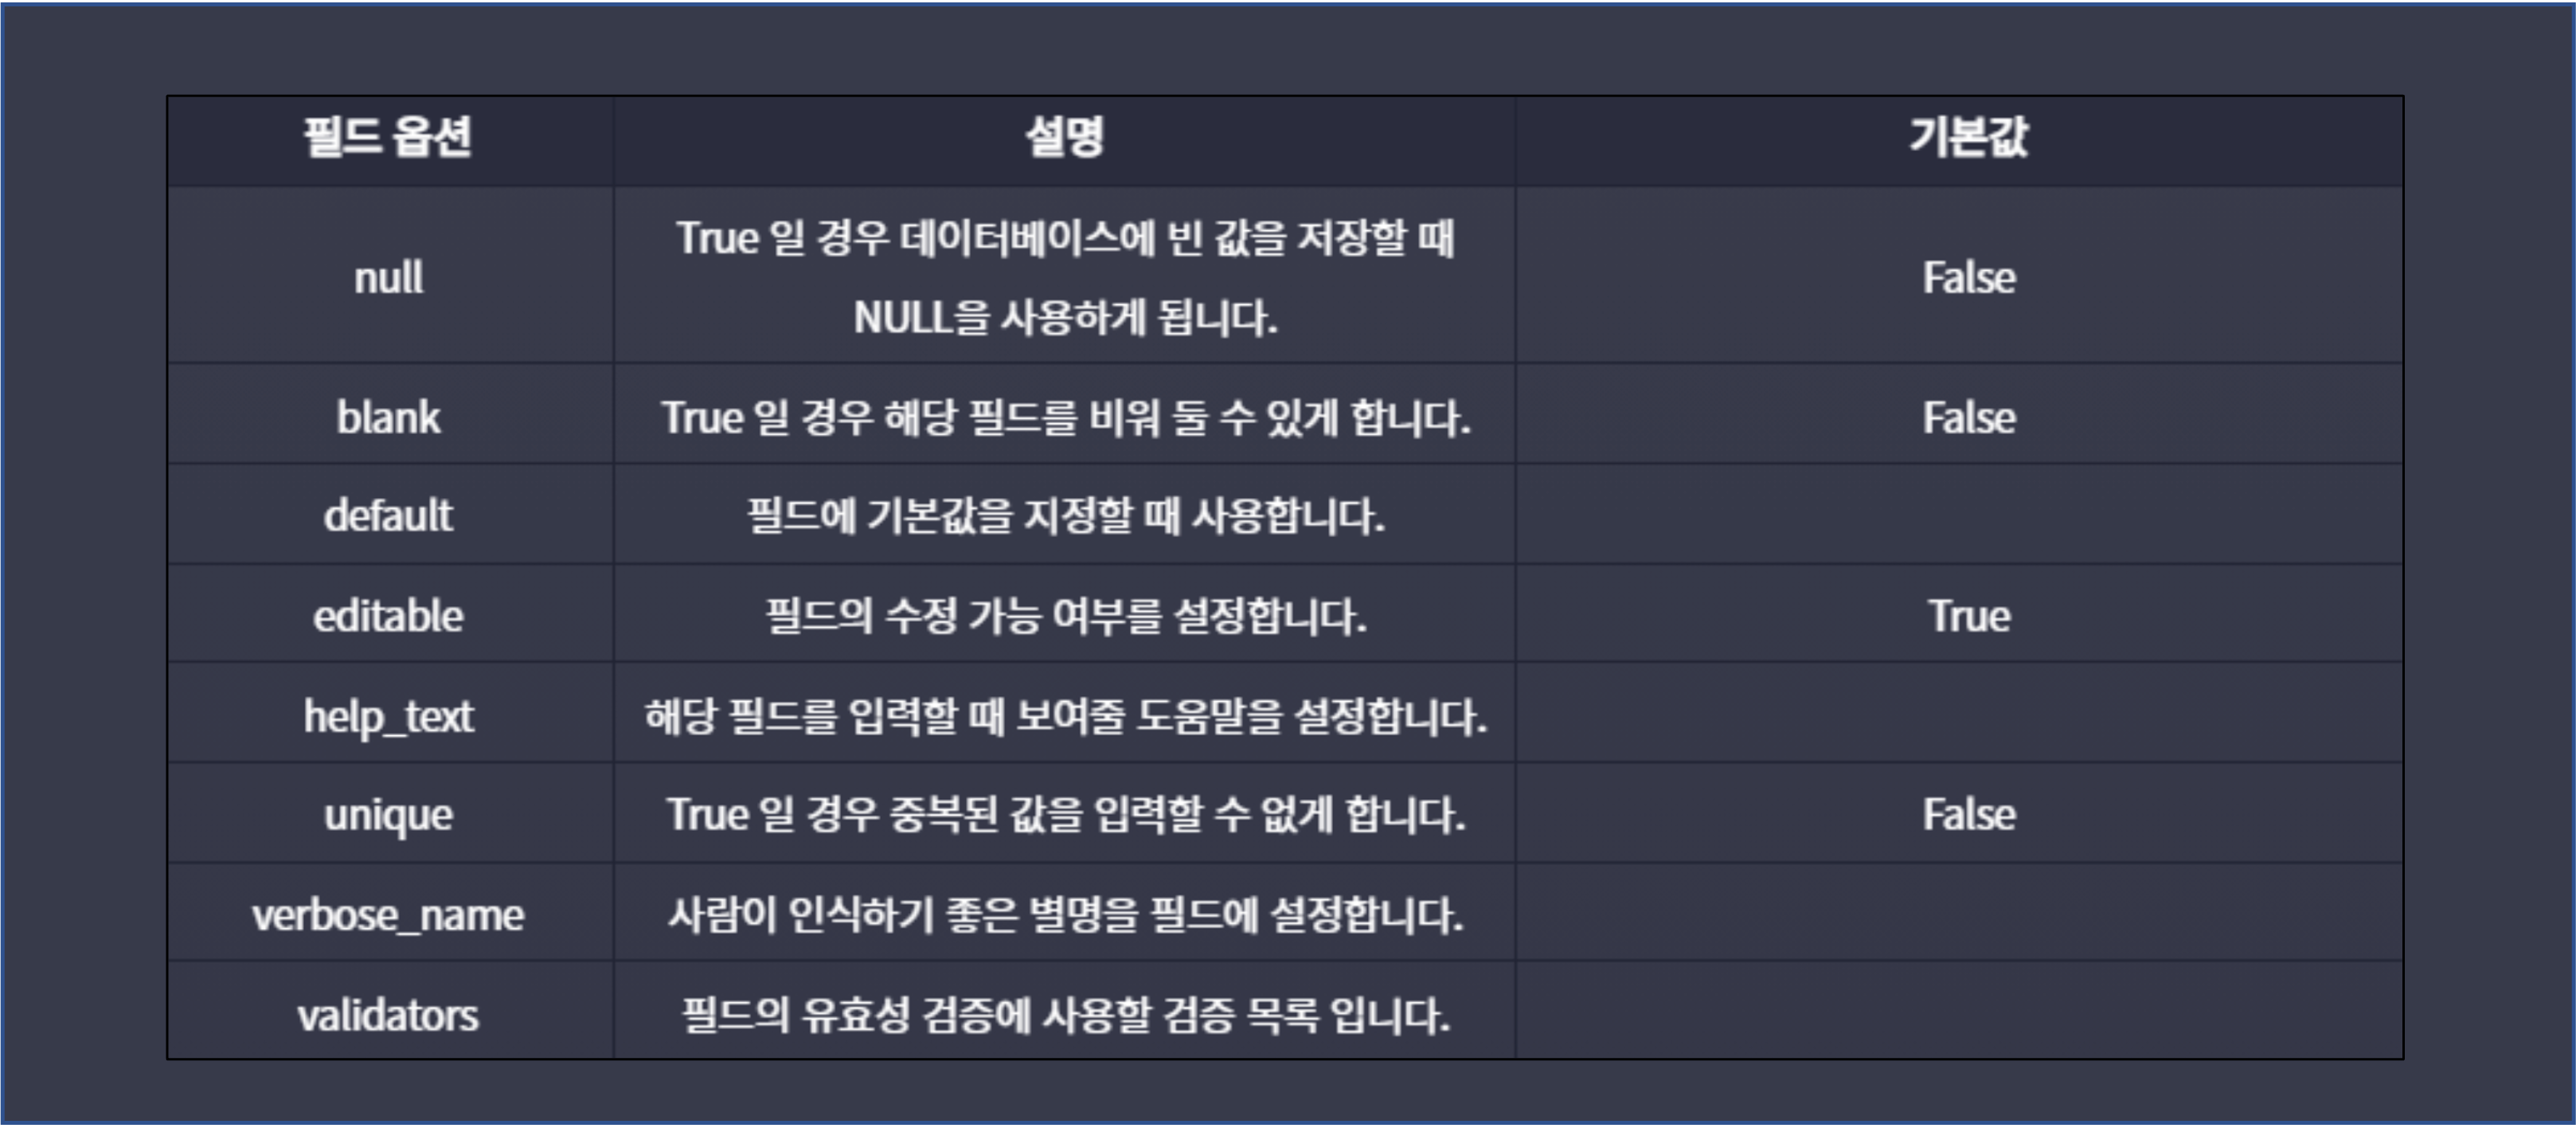 필드 옵션 설명 기본값
True 일 경우 데이터베이스에 빈 값을 저장할 때
null False
NULL을 사용하게 됩니다.
blank True 일 경우 해당 필드를 비워 둘 수 있게 합니다. False
default 필드에 기본값을 지정할 때 사용합니다.
editable 필드의 수정 가능 여부를 설정합니다. True
help_text 해당 필드를 입력할 때 보여줄 도움말을 설정합니다.
unique True 일 경우 중복된 값을 입력할 수 없게 합니다. False
verbose_name 사람이 인식하기 좋은 별명을 필드에 설정합니다.
validators 필드의 유효성 검증에 사용할 검증 목록 입니다.